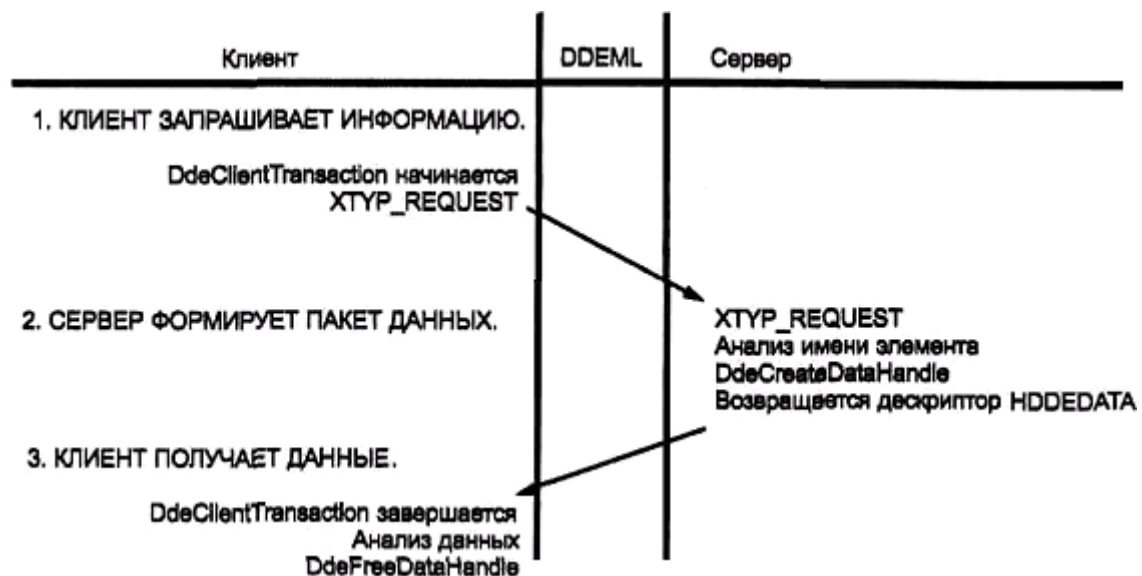 Клиент DDEML Сервер
1. КЛИЕНТ ЗАПРАШИВАЕТ ИНФОРМАЦИЮ.
DdeClientTransaction начинается
XTYP_REQUEST
2. СЕРВЕР ФОРМИРУЕТ ПАКЕТ ДАННЫХ.
XTYP_REQUEST
Анализ имени элемента
DdeCreateDataHandle
Возвращается дескриптор HDDEDATA
3. КЛИЕНТ ПОЛУЧАЕТ ДАННЫЕ.
DdeClientTransaction завершается
Анализ данных
DdeFreeDataHandle